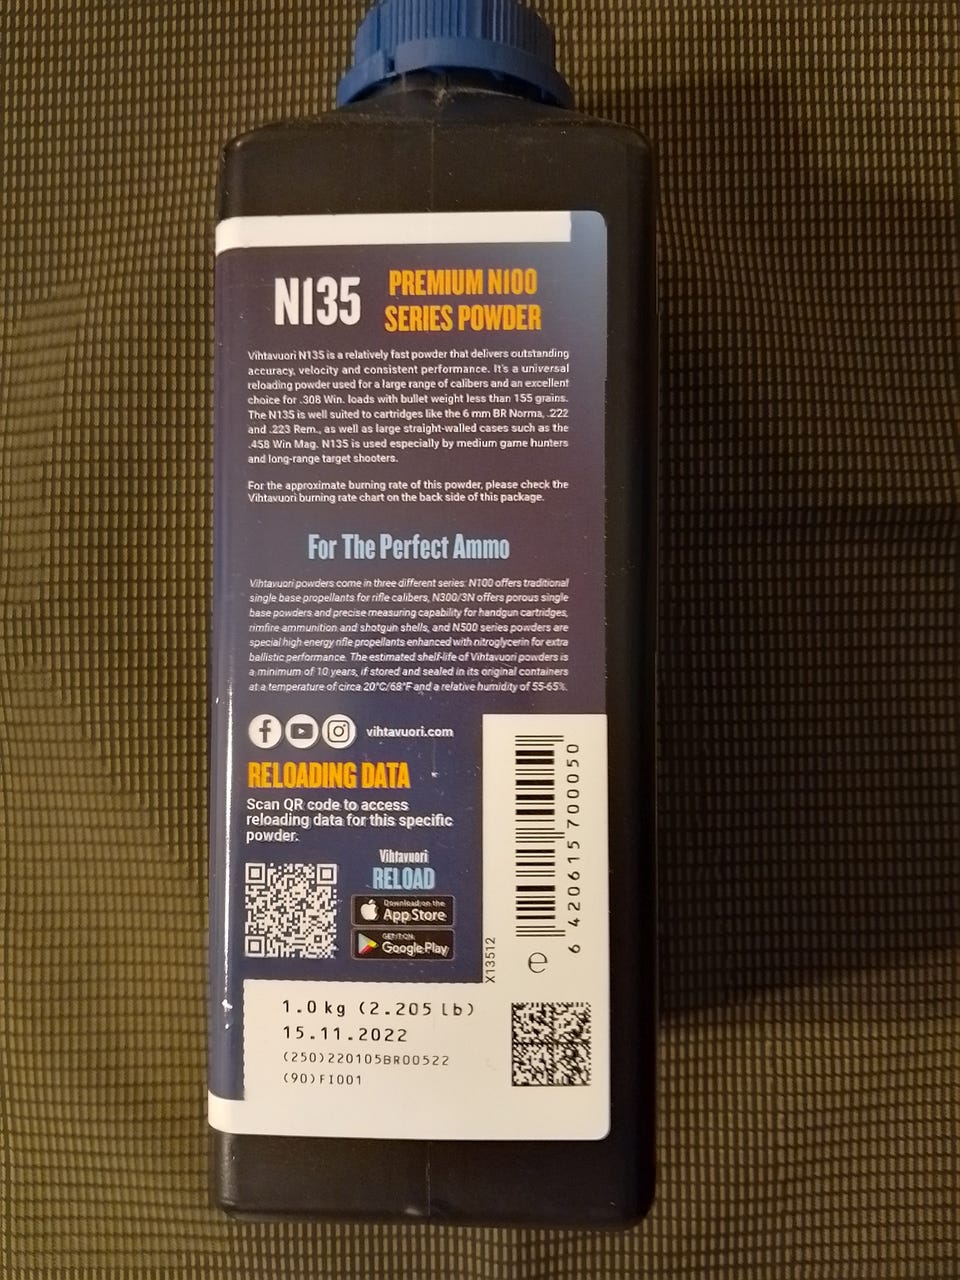 N135
PREMIUM N100
SERIES POWDER
Vihtavuori N135 is a relatively fast powder that delivers outstanding
accuracy, velocity and consistent performance. It's a universal
reloading powder used for a large range of calibers and an excellent
choice for .308 Win. loads with bullet weight less than 155 grains.
The N135 is well suited to cartridges like the 6 mm BR Norma, .222
and .223 Rem., as well as large straight-walled cases such as the
.458 Win Mag. N135 is used especially by medium game hunters
and long-range target shooters.
For the approximate burning rate of this powder, please check the
Vihtavuori burning rate chart on the back side of this package.
For The Perfect Ammo
Vihtavuori powders come in three different series: N100 offers traditional
single base propellants for rifle calibers, N300/3N offers porous single
base powders and precise measuring capability for handgun cartridges,
rimfire ammunition and shotgun shells, and N500 series powders are
special high energy rifle propellants enhanced with nitroglycerin for extra
ballistic performance. The estimated shelf-life of Vihtavuori powders is
a minimum of 10 years, if stored and sealed in its original containers
at a temperature of circa 20°C/68°F and a relative humidity of 55-65%.
vihtavuori.com
RELOADING DATA
Scan QR code to access
reloading data for this specific
powder.
Vihtavuori
RELOAD
Download on the
App Store
GET IT ON
Google Play
X13512
e
6 420615 700050
1.0 kg (2.205 lb)
15.11.2022
(250)220105BR00522
(90)FI001